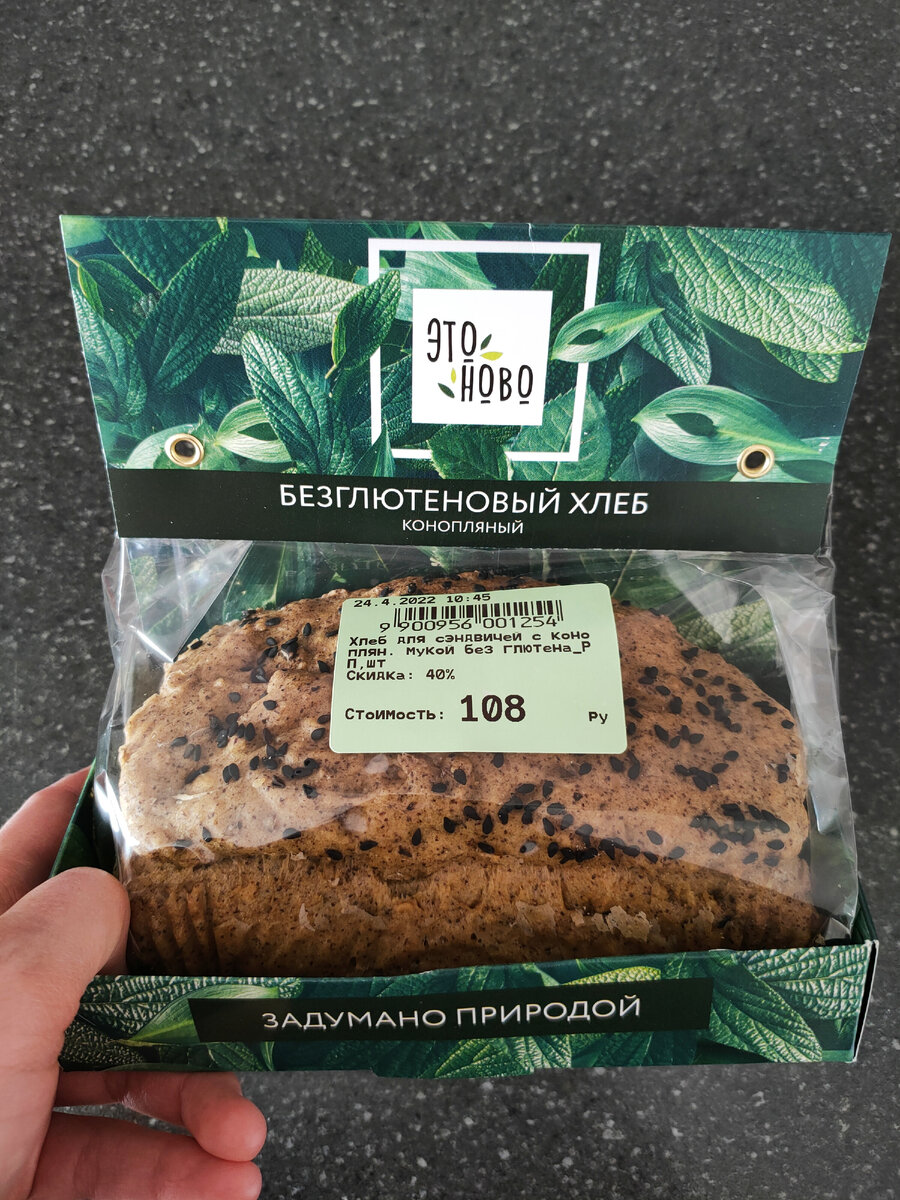 ЭТО
НОВО
БЕЗГЛЮТЕНОВЫЙ ХЛЕБ
КОНОПЛЯНЫЙ
24.4.2022 10:45
9 900956 001254
Хлеб для сэндвичей с коно
плян. мукой без глютена_Р
П,шт
Скидка: 40%
Стоимость: 108 Ру
ЗАДУМАНО ПРИРОДОЙ